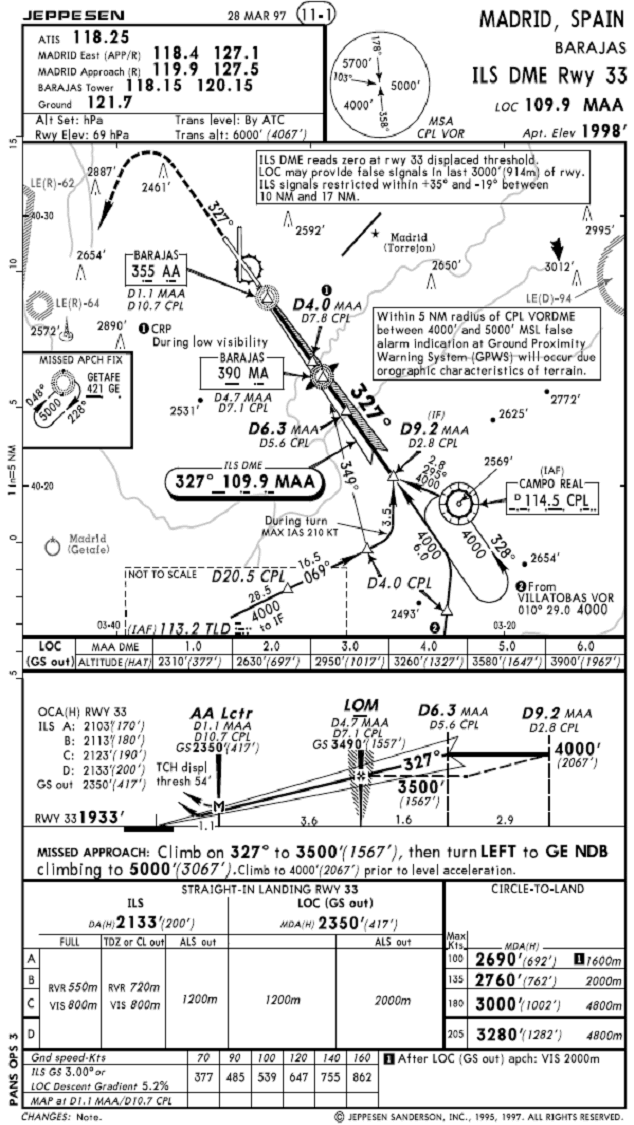 JEPPESEN 28 MAR 97 11-1 MADRID, SPAIN
BARAJAS
ILS DME Rwy 33
LOC 109.9 MAA
Apt. Elev 1998'
ATIS 118.25
MADRID East (APP/R) 118.4 127.1
MADRID Approach (R) 119.9 127.5
BARAJAS Tower 118.15 120.15
Ground 121.7
Alt Set: hPa Trans level: By ATC
Rwy Elev: 69 hPa Trans alt: 6000' (4067')
178°
5700'
103°
5000'
4000'
358°
MSA
CPL VOR
ILS DME reads zero at rwy 33 displaced threshold.
LOC may provide false signals in last 3000' (914m) of rwy.
ILS signals restricted within +35° and -19° between
10 NM and 17 NM.
15
LE(R)-62
2887'
2461'
40-30
327°
2592'
Madrid
(Torrejon)
2995'
3012'
2654'
BARAJAS
355 AA
D1.1 MAA
D10.7 CPL
2650'
10
LE(R)-64
LE(D)-94
D4.0 MAA
D7.8 CPL
2572'
2890'
1 CRP
During low visibility
Within 5 NM radius of CPL VORDME
between 4000' and 5000' MSL false
alarm indication at Ground Proximity
Warning System (GPWS) will occur due
orographic characteristics of terrain.
MISSED APCH FIX
GETAFE
421 GE
048°
5000
228°
BARAJAS
390 MA
D4.7 MAA
D7.1 CPL
327°
2531'
2772'
2625'
5
D6.3 MAA
D5.6 CPL
(IF)
D9.2 MAA
D2.8 CPL
ILS DME
327° 109.9 MAA
2.8
295°
4000
2569'
(IAF)
CAMPO REAL
D 114.5 CPL
1 In=5 NM
40-20
349°
3.5
During turn
MAX IAS 210 KT
4000
6.0
4000
328°
Madrid
(Getafe)
0
2654'
NOT TO SCALE
D20.5 CPL
16.5
069°
28.5
4000
to IF
D4.0 CPL
2493'
2 From
VILLATOBAS VOR
010° 29.0 4000
03-40
(IAF) 113.2 TLD
03-20
2
LOC MAA DME 1.0 2.0 3.0 4.0 5.0 6.0
(GS out) ALTITUDE(HAT) 2310'(377') 2630'(697') 2950'(1017') 3260'(1327') 3580'(1647') 3900'(1967')
5
OCA(H) RWY 33
ILS A: 2103'(170')
B: 2113'(180')
C: 2123'(190')
D: 2133'(200')
GS out 2350'(417')
AA Lctr
D1.1 MAA
D10.7 CPL
GS 2350'(417')
LOM
D4.7 MAA
D7.1 CPL
GS 3490'(1557')
D6.3 MAA
D5.6 CPL
D9.2 MAA
D2.8 CPL
4000'
(2067')
327°
3500'
(1567')
TCH displ
thresh 54'
M
RWY 33 1933'
1.1 3.6 1.6 2.9
MISSED APPROACH: Climb on 327° to 3500'(1567'), then turn LEFT to GE NDB
climbing to 5000'(3067').Climb to 4000'(2067') prior to level acceleration.
STRAIGHT-IN LANDING RWY 33 CIRCLE-TO-LAND
ILS LOC (GS out)
DA(H) 2133'(200') MDA(H) 2350'(417')
FULL TDZ or CL out ALS out ALS out
Max
Kts. MDA(H)
A 100 2690'(692') 1 1600m
B 135 2760'(762') 2000m
RVR 550m RVR 720m
VIS 800m VIS 800m
1200m 1200m 2000m
C 180 3000'(1002') 4800m
D 205 3280'(1282') 4800m
Gnd speed-Kts 70 90 100 120 140 160
ILS GS 3.00° or
LOC Descent Gradient 5.2% 377 485 539 647 755 862
MAP at D1.1 MAA/D10.7 CPL
1 After LOC (GS out) apch: VIS 2000m
PANS OPS 3
CHANGES: Note. © JEPPESEN SANDERSON, INC., 1995, 1997. ALL RIGHTS RESERVED.